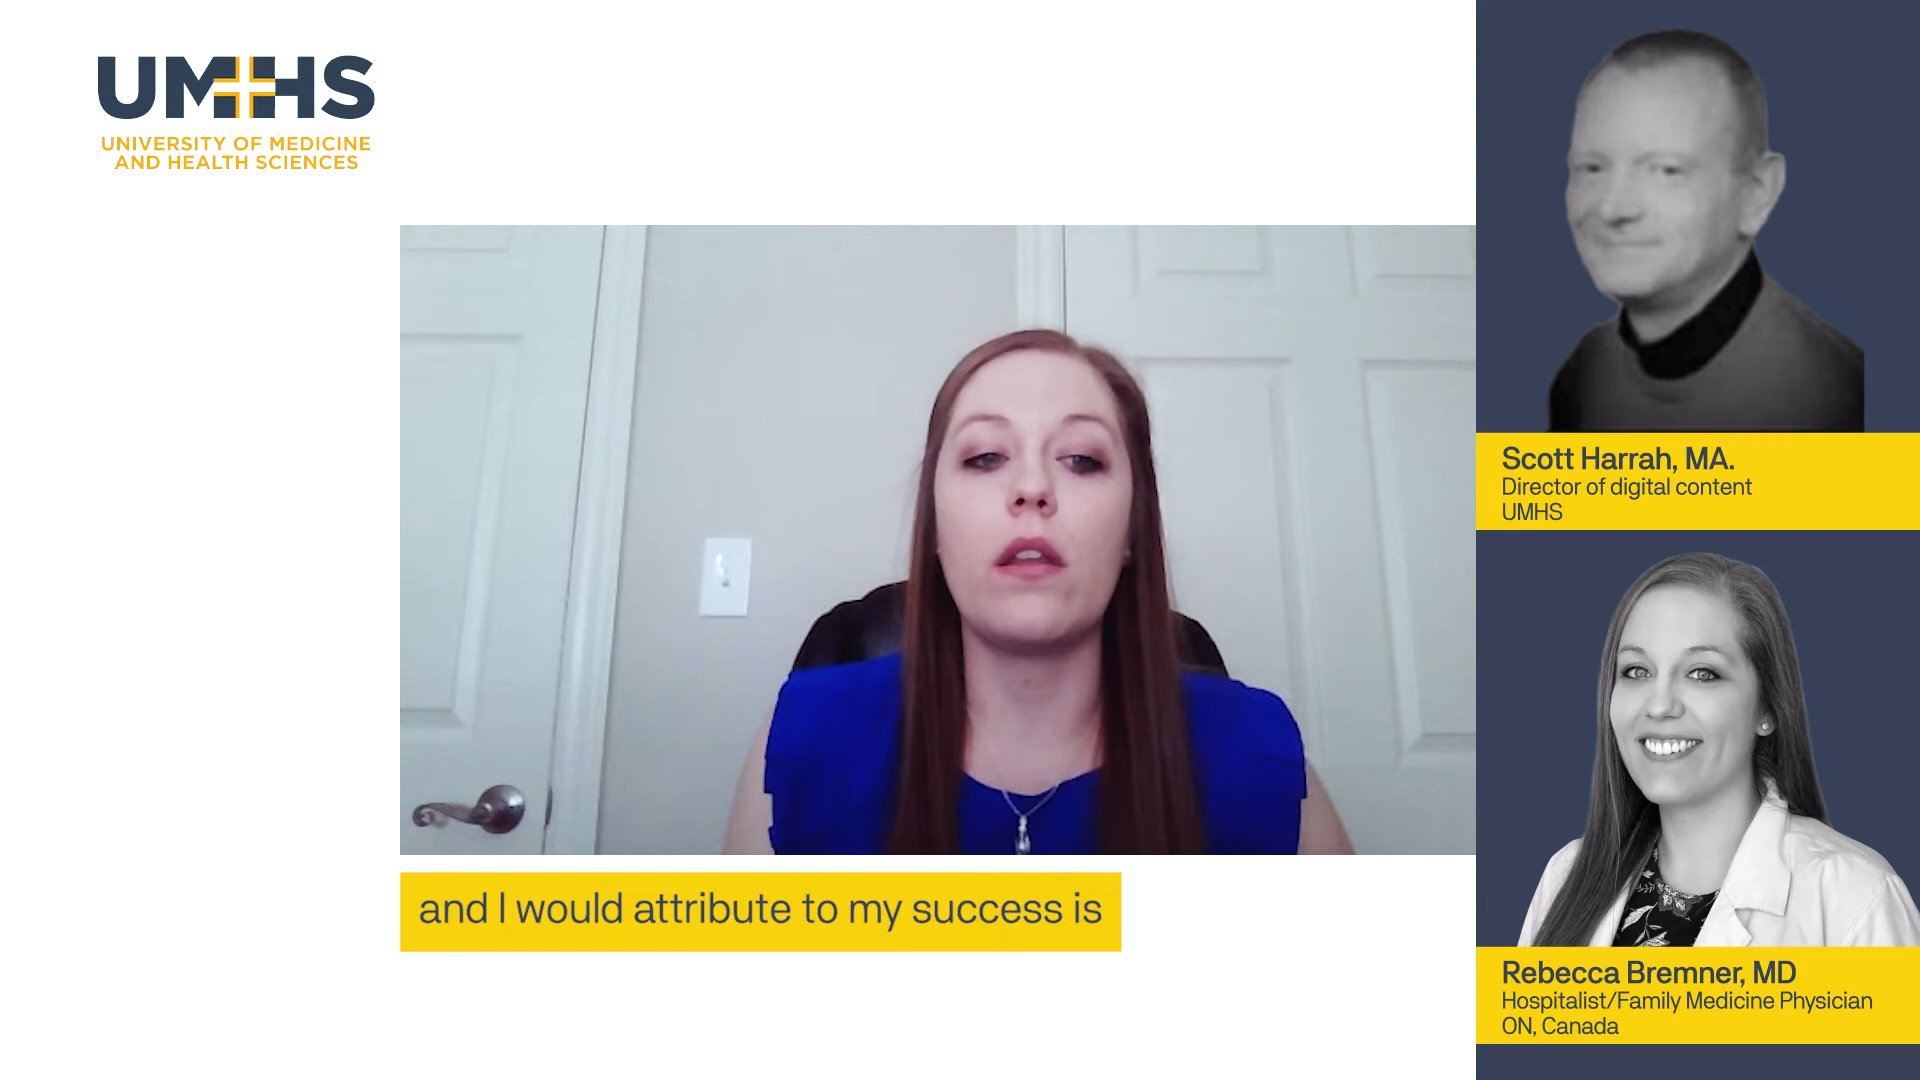 UMHS
UNIVERSITY OF MEDICINE
AND HEALTH SCIENCES
Scott Harrah, MA.
Director of digital content
UMHS
and I would attribute to my success is
Rebecca Bremner, MD
Hospitalist/Family Medicine Physician
ON, Canada